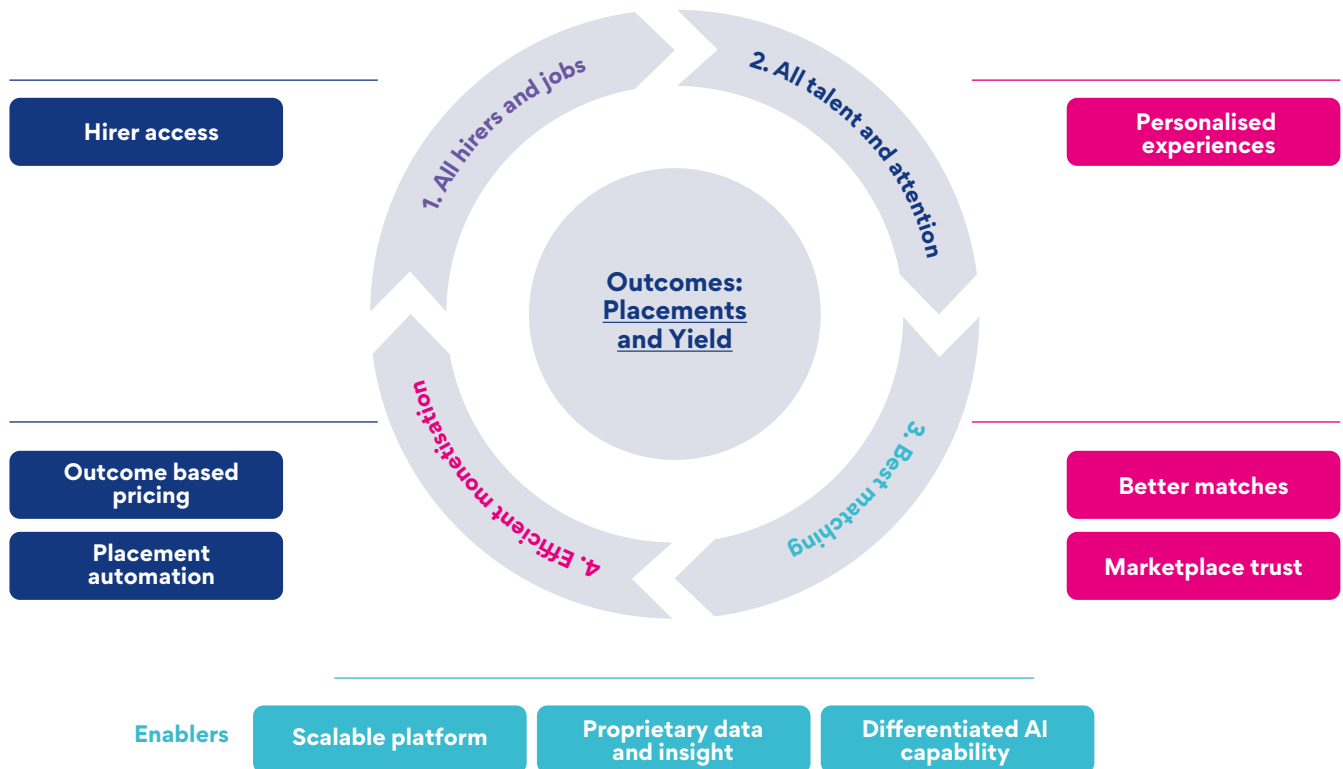 1. All hirers and jobs
2. All talent and attention
Hirer access
Personalised
experiences
Outcomes:
Placements
and Yield
4. Efficient monetisation
3. Best matching
Outcome based
pricing
Placement
automation
Better matches
Marketplace trust
Enablers
Scalable platform
Proprietary data
and insight
Differentiated AI
capability